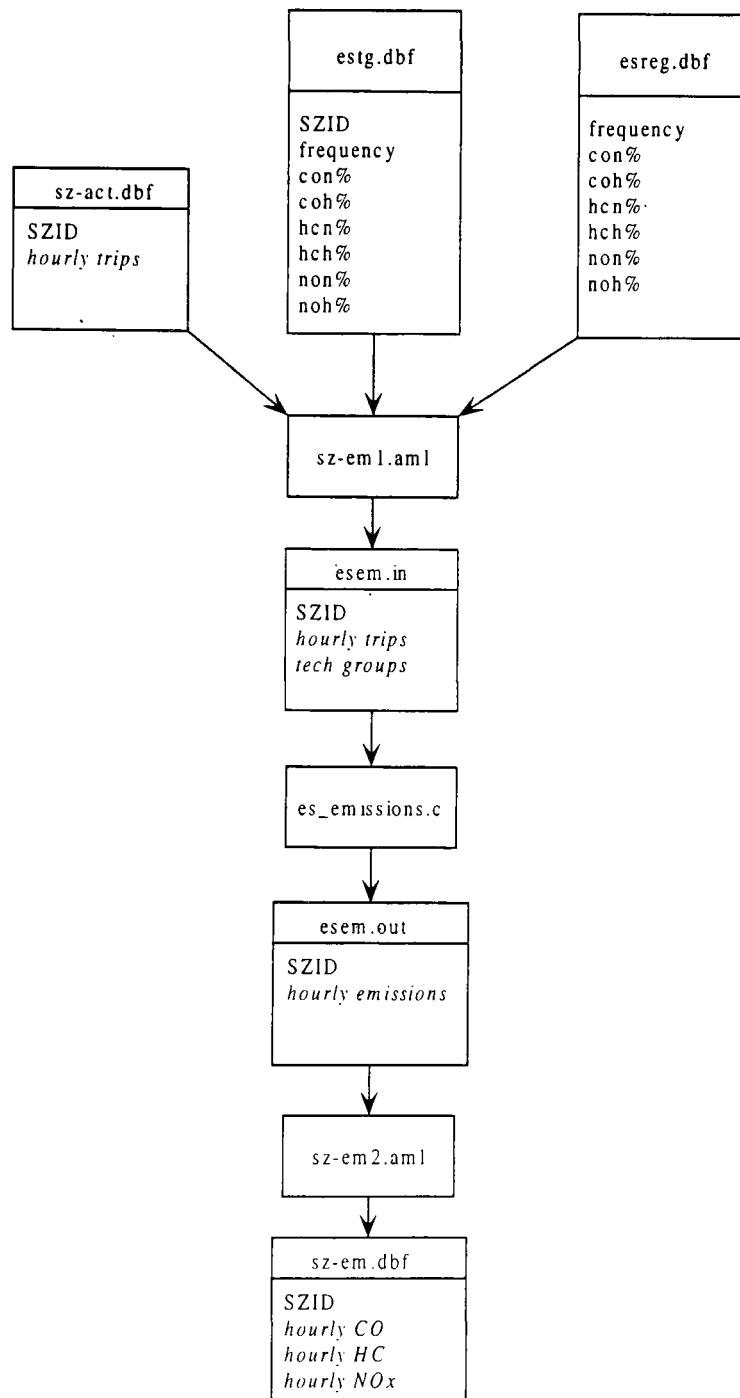 estg.dbf
SZID
frequency
con%
coh%
hcn%
hch%
non%
noh%
esreg.dbf
frequency
con%
coh%
hcn%
hch%
non%
noh%
sz-act.dbf
SZID
hourly trips
sz-em1.aml
esem.in
SZID
hourly trips
tech groups
es_emissions.c
esem.out
SZID
hourly emissions
sz-em2.aml
sz-em.dbf
SZID
hourly CO
hourly HC
hourly NOx